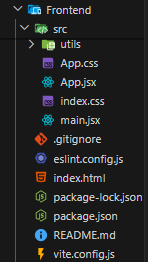 Frontend
src
utils
App.css
App.jsx
index.css
main.jsx
.gitignore
eslint.config.js
index.html
package-lock.json
package.json
README.md
vite.config.js